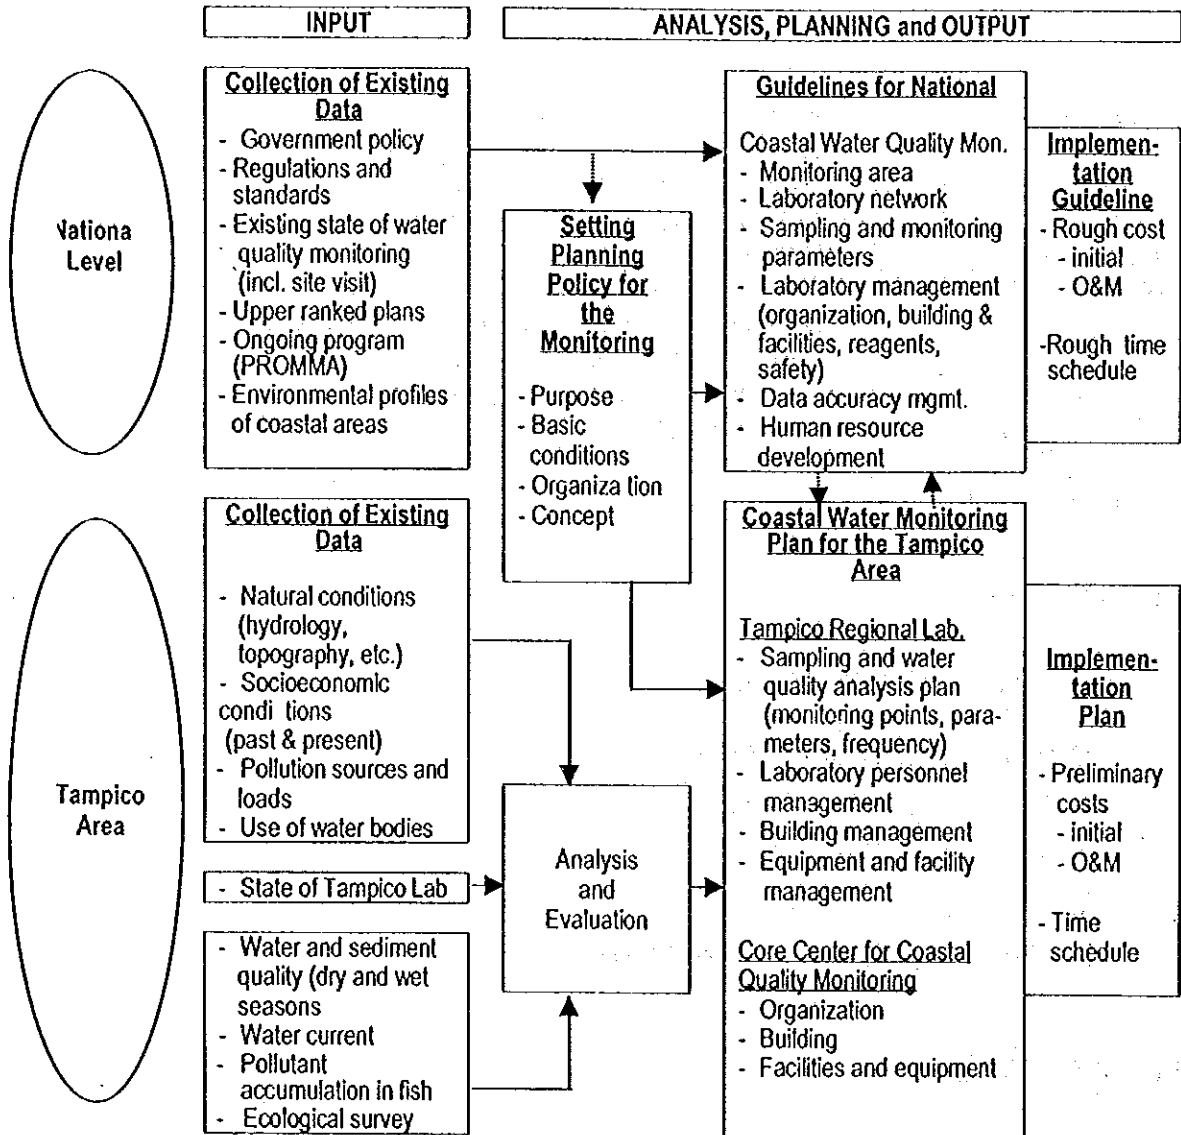 INPUT
ANALYSIS, PLANNING and OUTPUT
Nationa
Level
Collection of Existing
Data
- Government policy
- Regulations and
standards
- Existing state of water
quality monitoring
(incl. site visit)
- Upper ranked plans
- Ongoing program
(PROMMA)
- Environmental profiles
of coastal areas
Setting
Planning
Policy for
the
Monitoring
- Purpose
- Basic
conditions
- Organiza tion
- Concept
Guidelines for National
Coastal Water Quality Mon.
- Monitoring area
- Laboratory network
- Sampling and monitoring
parameters
- Laboratory management
(organization, building &
facilities, reagents,
safety)
- Data accuracy mgmt.
- Human resource
development
Implemen-
tation
Guideline
- Rough cost
- initial
- O&M
-Rough time
schedule
Tampico
Area
Collection of Existing
Data
- Natural conditions
(hydrology,
topography, etc.)
- Socioeconomic
condi tions
(past & present)
- Pollution sources and
loads
- Use of water bodies
- State of Tampico Lab
- Water and sediment
quality (dry and wet
seasons
- Water current
- Pollutant
accumulation in fish
- Ecological survey
Analysis
and
Evaluation
Coastal Water Monitoring
Plan for the Tampico
Area
Tampico Regional Lab.
- Sampling and water
quality analysis plan
(monitoring points, para-
meters, frequency)
- Laboratory personnel
management
- Building management
- Equipment and facility
management
Core Center for Coastal
Quality Monitoring
- Organization
- Building
- Facilities and equipment
Implemen-
tation
Plan
- Preliminary
costs
- initial
- O&M
- Time
schedule